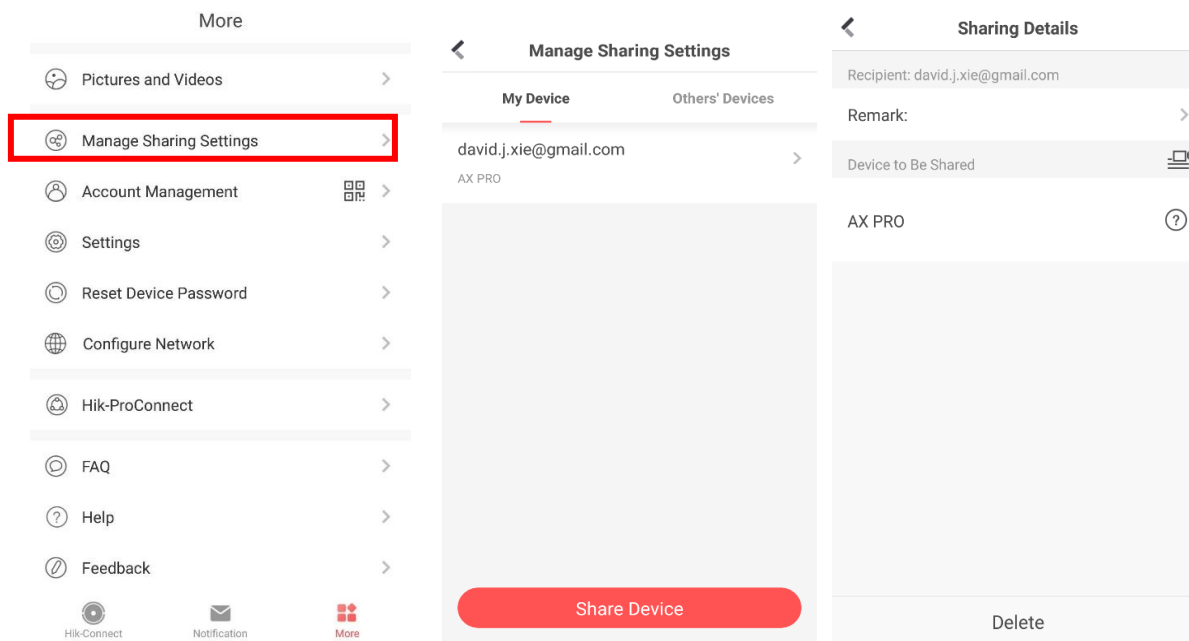 More
Pictures and Videos
Manage Sharing Settings
Account Management
Settings
Reset Device Password
Configure Network
Hik-ProConnect
FAQ
Help
Feedback
Hik-Connect
Notification
More
Manage Sharing Settings
My Device
Others' Devices
david.j.xie@gmail.com
AX PRO
Share Device
Sharing Details
Recipient: david.j.xie@gmail.com
Remark:
Device to Be Shared
AX PRO
Delete